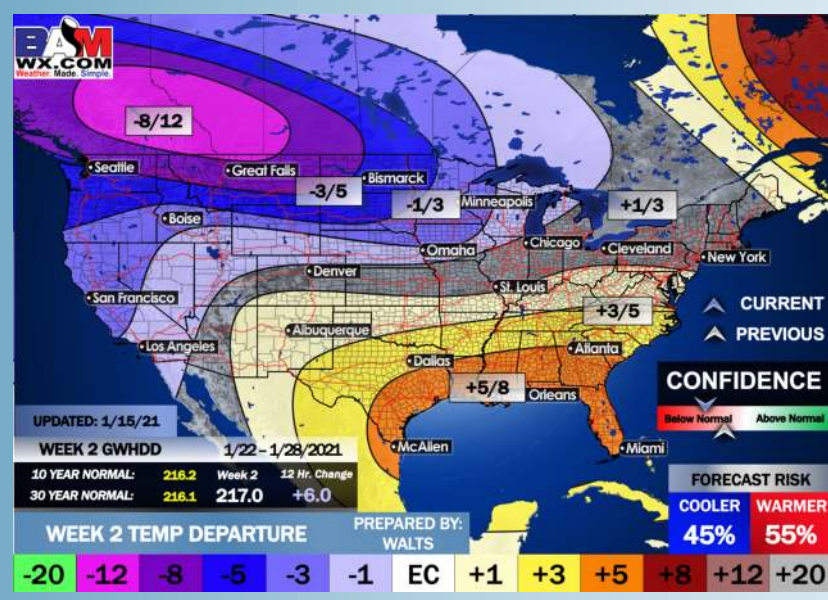 BAM
WX.COM
Weather. Made. Simple.
-8/12
Seattle
Great Falls
Bismarck
-3/5
-1/3
Minneapolis
+1/3
Boise
Omaha
Chicago
Cleveland
New York
Denver
St. Louis
San Francisco
+3/5
CURRENT
Albuquerque
PREVIOUS
Los Angeles
Dallas
Atlanta
CONFIDENCE
+5/8
Orleans
Below Normal Above Normal
UPDATED: 1/15/21
McAllen
Miami
WEEK 2 GWHDD 1/22 - 1/28/2021
10 YEAR NORMAL: 216.2 Week 2 12 Hr. Change
30 YEAR NORMAL: 216.1 217.0 +6.0
FORECAST RISK
COOLER WARMER
45% 55%
WEEK 2 TEMP DEPARTURE
PREPARED BY:
WALTS
-20 -12 -8 -5 -3 -1 EC +1 +3 +5 +8 +12 +20